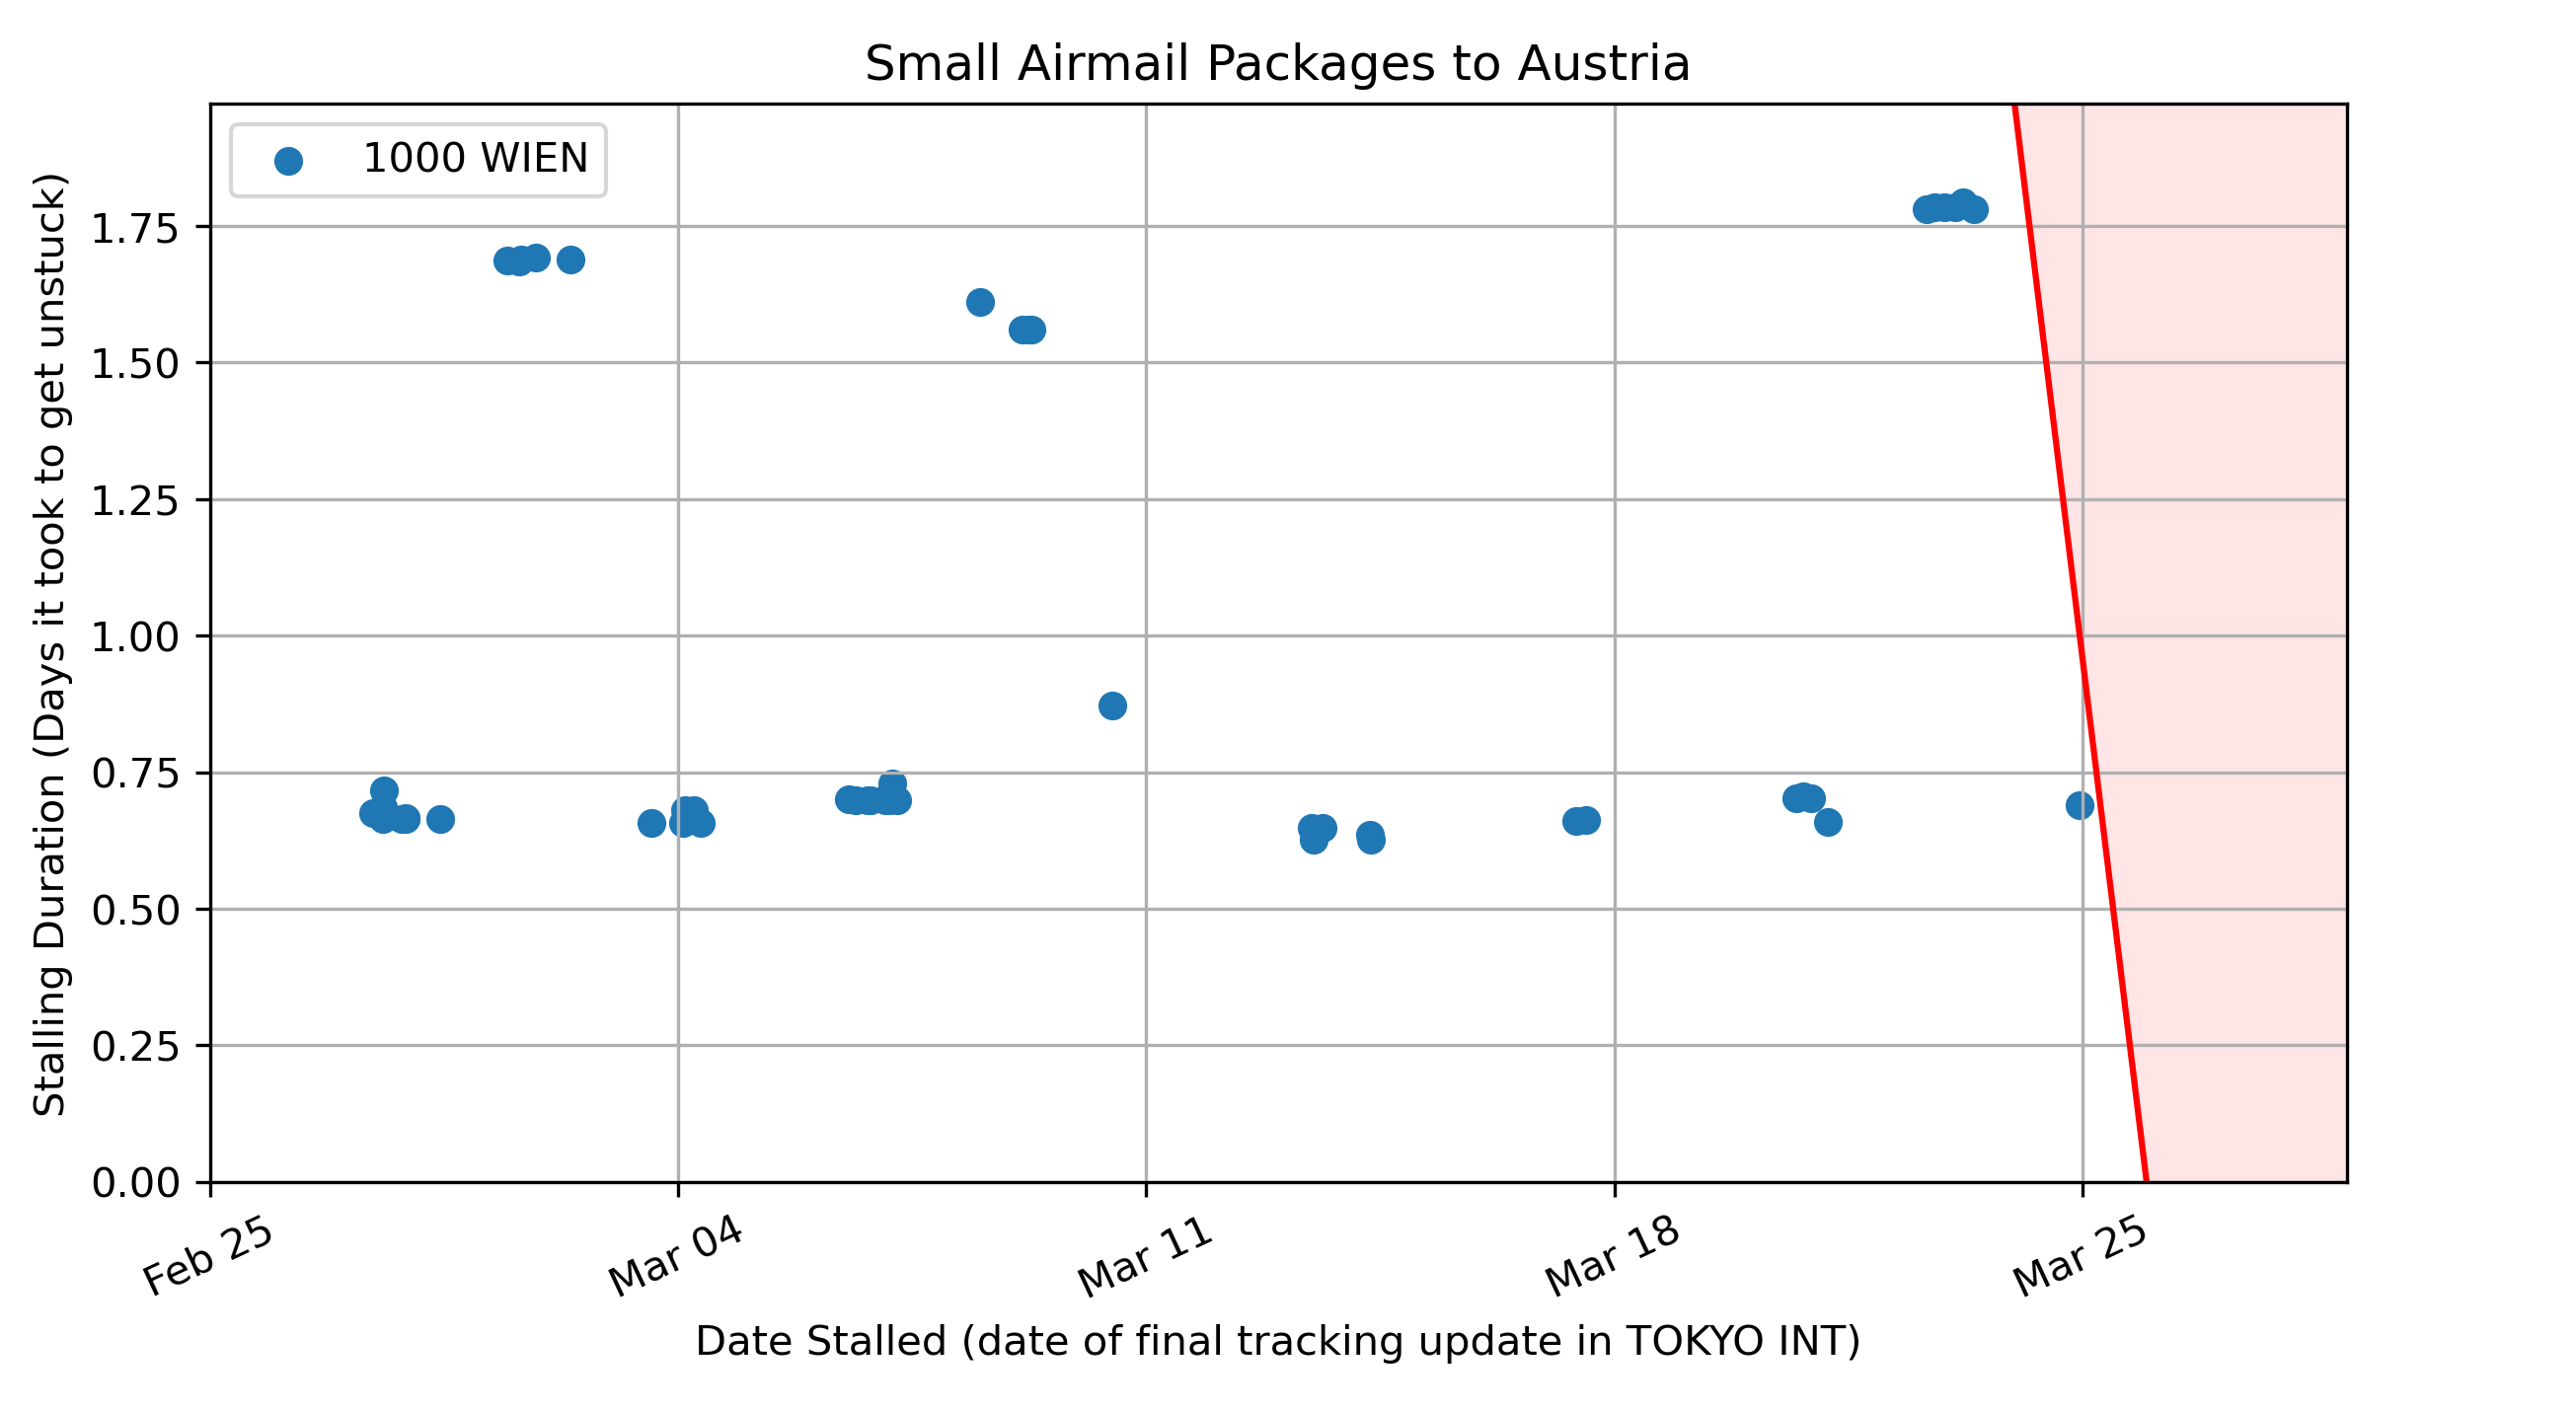 Small Airmail Packages to Austria
1000 WIEN
Stalling Duration (Days it took to get unstuck)
1.75
1.50
1.25
1.00
0.75
0.50
0.25
0.00
Feb 25
Mar 04
Mar 11
Mar 18
Mar 25
Date Stalled (date of final tracking update in TOKYO INT)